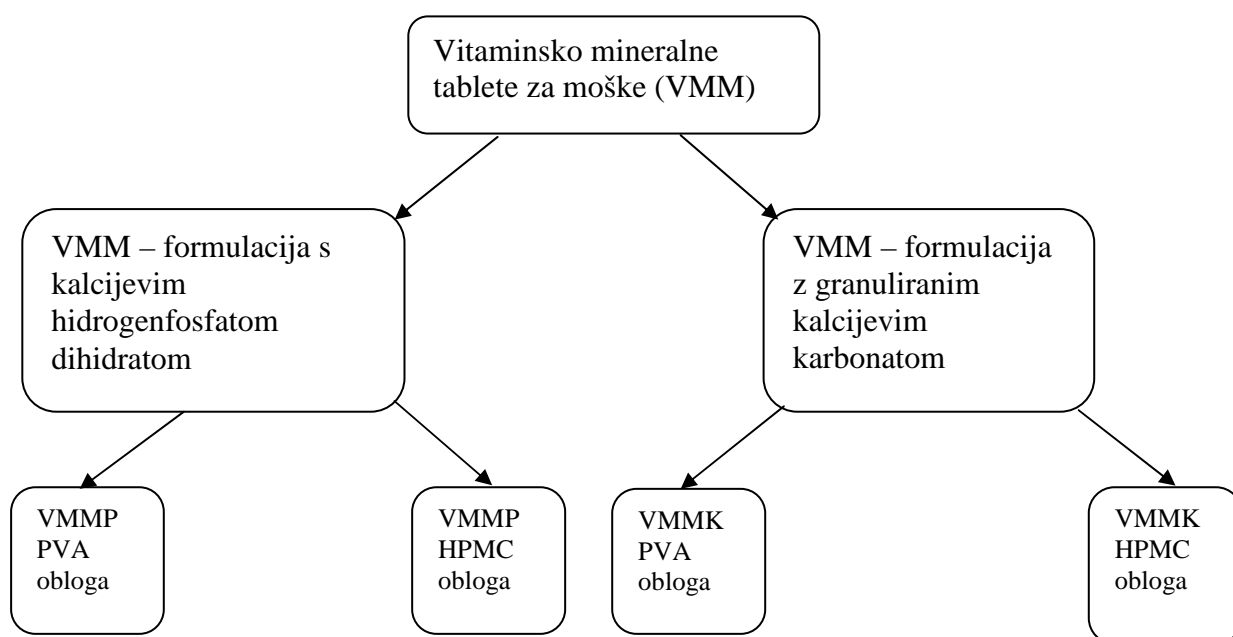 Vitaminsko mineralne
tablete za moške (VMM)
VMM – formulacija s
kalcijevim
hidrogenfosfatom
dihidratom
VMM – formulacija
z granuliranim
kalcijevim
karbonatom
VMMP
PVA
obloga
VMMP
HPMC
obloga
VMMK
PVA
obloga
VMMK
HPMC
obloga